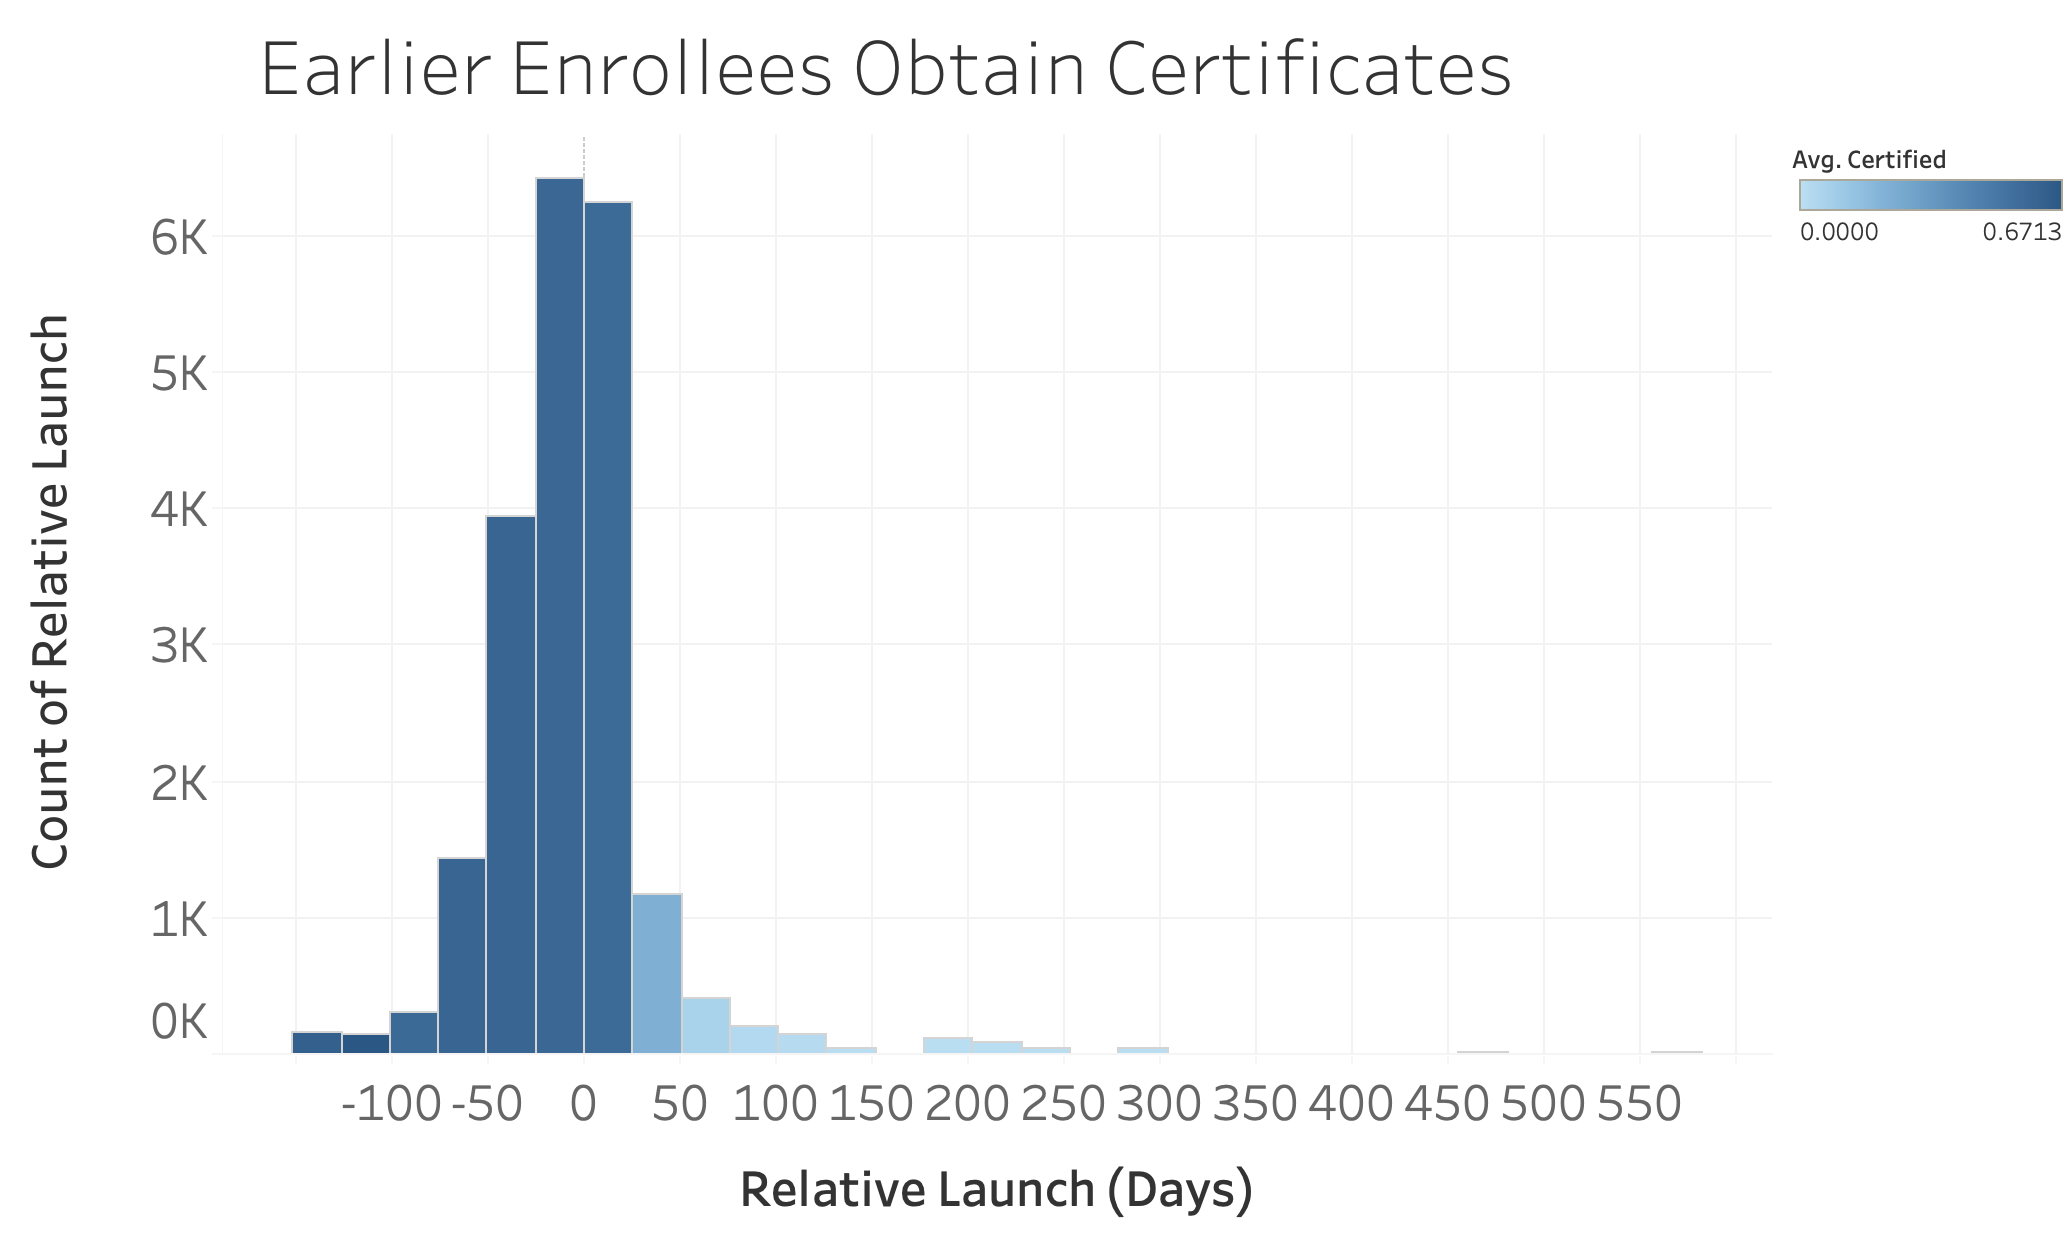 Earlier Enrollees Obtain Certificates
Avg. Certified
0.0000 0.6713
6K
5K
4K
3K
2K
1K
0K
Count of Relative Launch
-100 -50 0 50 100 150 200 250 300 350 400 450 500 550
Relative Launch (Days)